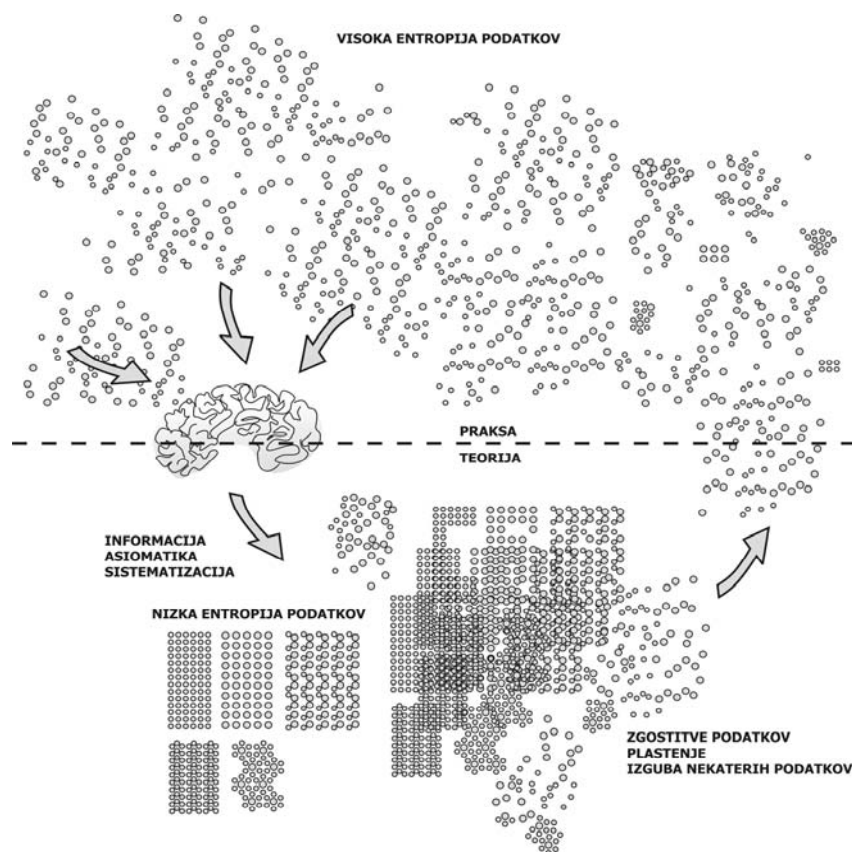 VISOKA ENTROPIJA PODATKOV
PRAKSA
TEORIJA
INFORMACIJA
ASIOMATIKA
SISTEMATIZACIJA
NIZKA ENTROPIJA PODATKOV
ZGOSTITVE PODATKOV
PLASTENJE
IZGUBA NEKATERIH PODATKOV